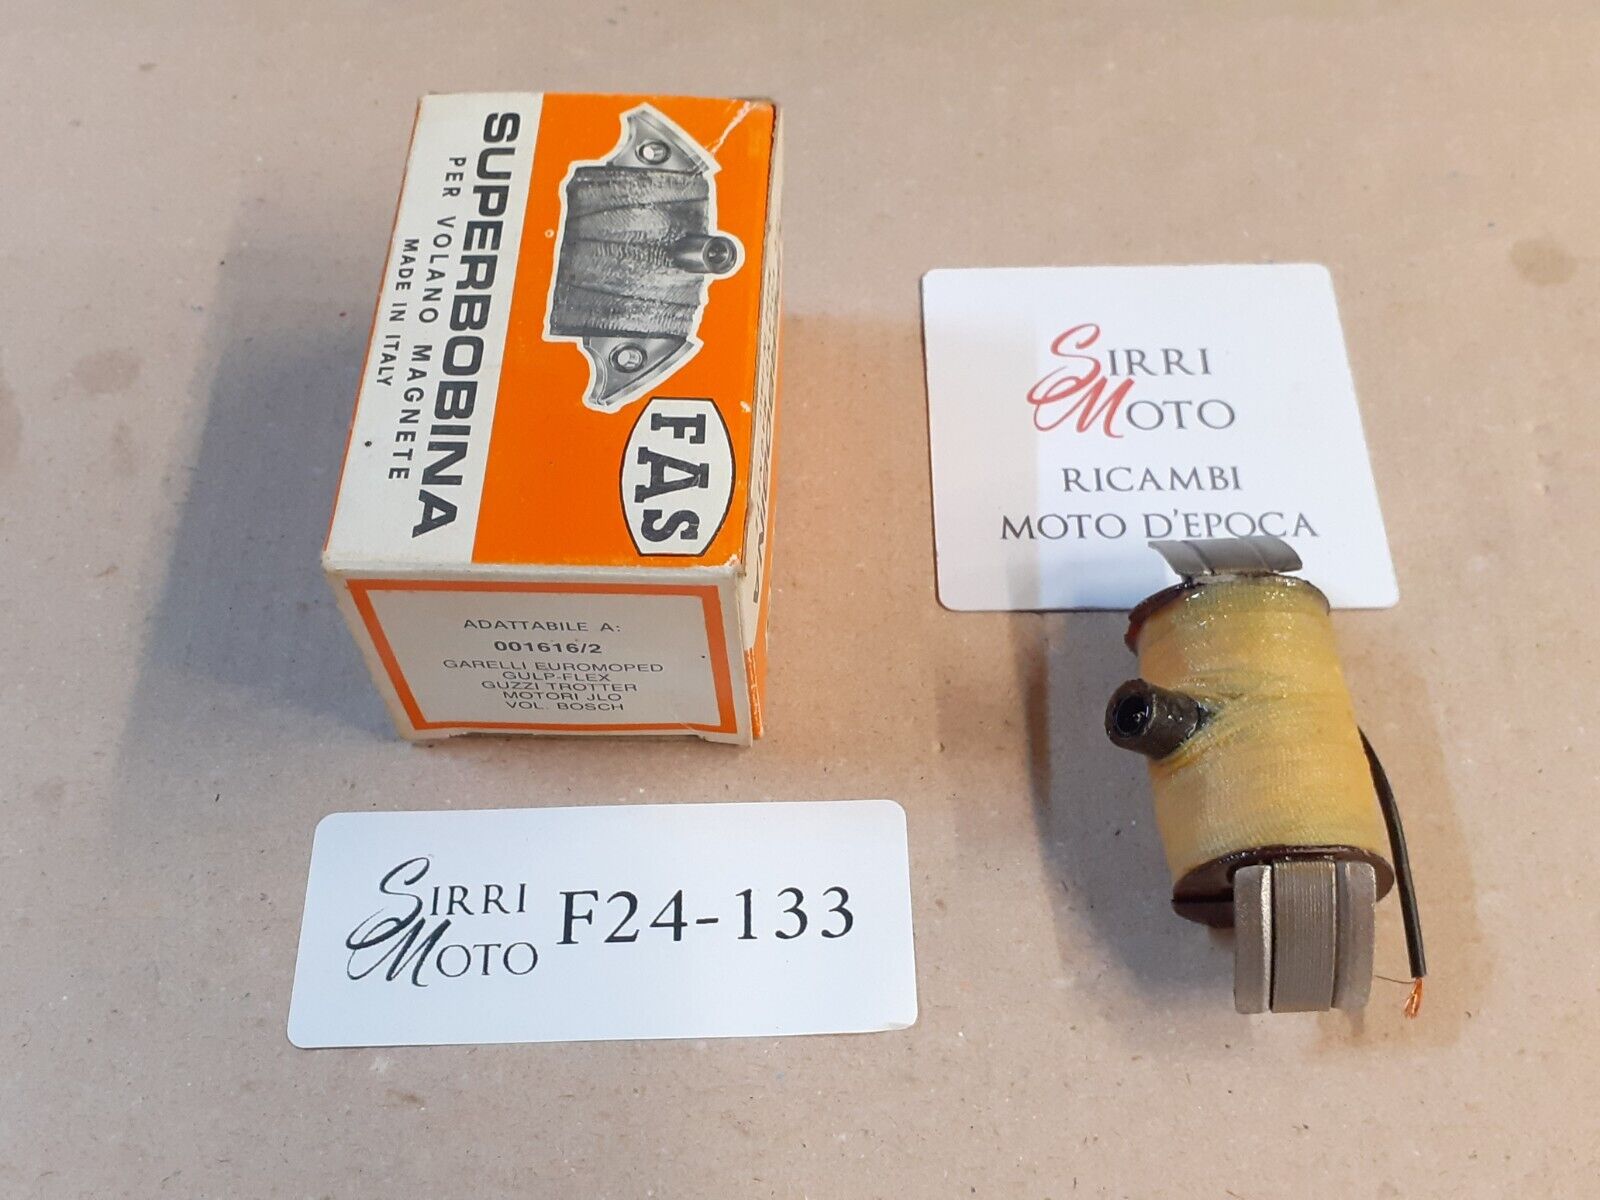 SUPERBOBINA
PER VOLANO MAGNETE
MADE IN ITALY
FAS
ADATTABILE A:
001616/2
GARELLI EUROMOPED
GULP-FLEX
GUZZI TROTTER
MOTORI JLO
VOL. BOSCH
SIRRI
MOTO
RICAMBI
MOTO D'EPOCA
SIRRI
MOTO
F24-133